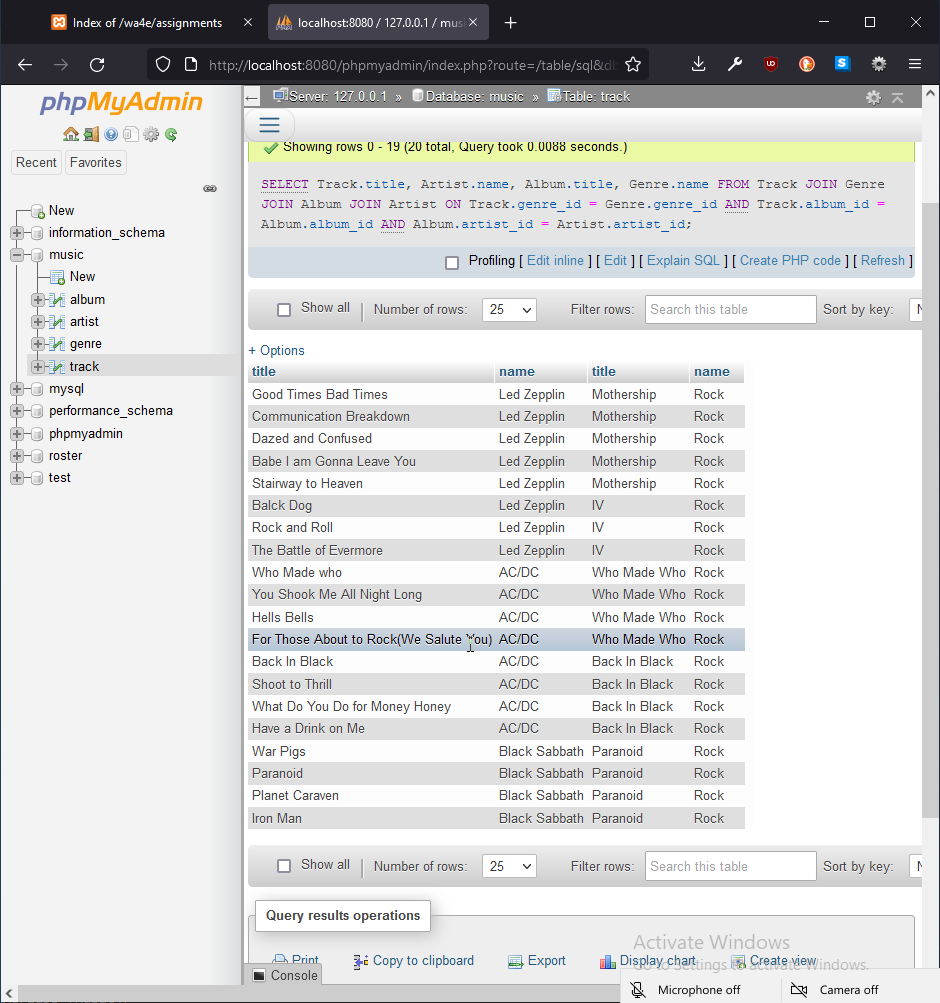 Index of /wa4e/assignments
localhost:8080 / 127.0.0.1 / mus
http://localhost:8080/phpmyadmin/index.php?route=/table/sql&db
phpMyAdmin
Recent
Favorites
New
information_schema
music
New
album
artist
genre
track
mysql
performance_schema
phpmyadmin
roster
test
Server: 127.0.0.1 » Database: music » Table: track
Showing rows 0 - 19 (20 total, Query took 0.0088 seconds.)
SELECT Track.title, Artist.name, Album.title, Genre.name FROM Track JOIN Genre
JOIN Album JOIN Artist ON Track.genre_id = Genre.genre_id AND Track.album_id =
Album.album_id AND Album.artist_id = Artist.artist_id;
Profiling [ Edit inline ] [ Edit ] [ Explain SQL ] [ Create PHP code ] [ Refresh ]
Show all | Number of rows: 25 Filter rows: Search this table Sort by key: N
+ Options
title name title name
Good Times Bad Times Led Zepplin Mothership Rock
Communication Breakdown Led Zepplin Mothership Rock
Dazed and Confused Led Zepplin Mothership Rock
Babe I am Gonna Leave You Led Zepplin Mothership Rock
Stairway to Heaven Led Zepplin Mothership Rock
Balck Dog Led Zepplin IV Rock
Rock and Roll Led Zepplin IV Rock
The Battle of Evermore Led Zepplin IV Rock
Who Made who AC/DC Who Made Who Rock
You Shook Me All Night Long AC/DC Who Made Who Rock
Hells Bells AC/DC Who Made Who Rock
For Those About to Rock(We Salute You) AC/DC Who Made Who Rock
Back In Black AC/DC Back In Black Rock
Shoot to Thrill AC/DC Back In Black Rock
What Do You Do for Money Honey AC/DC Back In Black Rock
Have a Drink on Me AC/DC Back In Black Rock
War Pigs Black Sabbath Paranoid Rock
Paranoid Black Sabbath Paranoid Rock
Planet Caraven Black Sabbath Paranoid Rock
Iron Man Black Sabbath Paranoid Rock
Show all | Number of rows: 25 Filter rows: Search this table Sort by key: N
Query results operations
Print Copy to clipboard Export Display chart Create view
Activate Windows
Go to Settings to activate Windows.
Console
Microphone off
Camera off